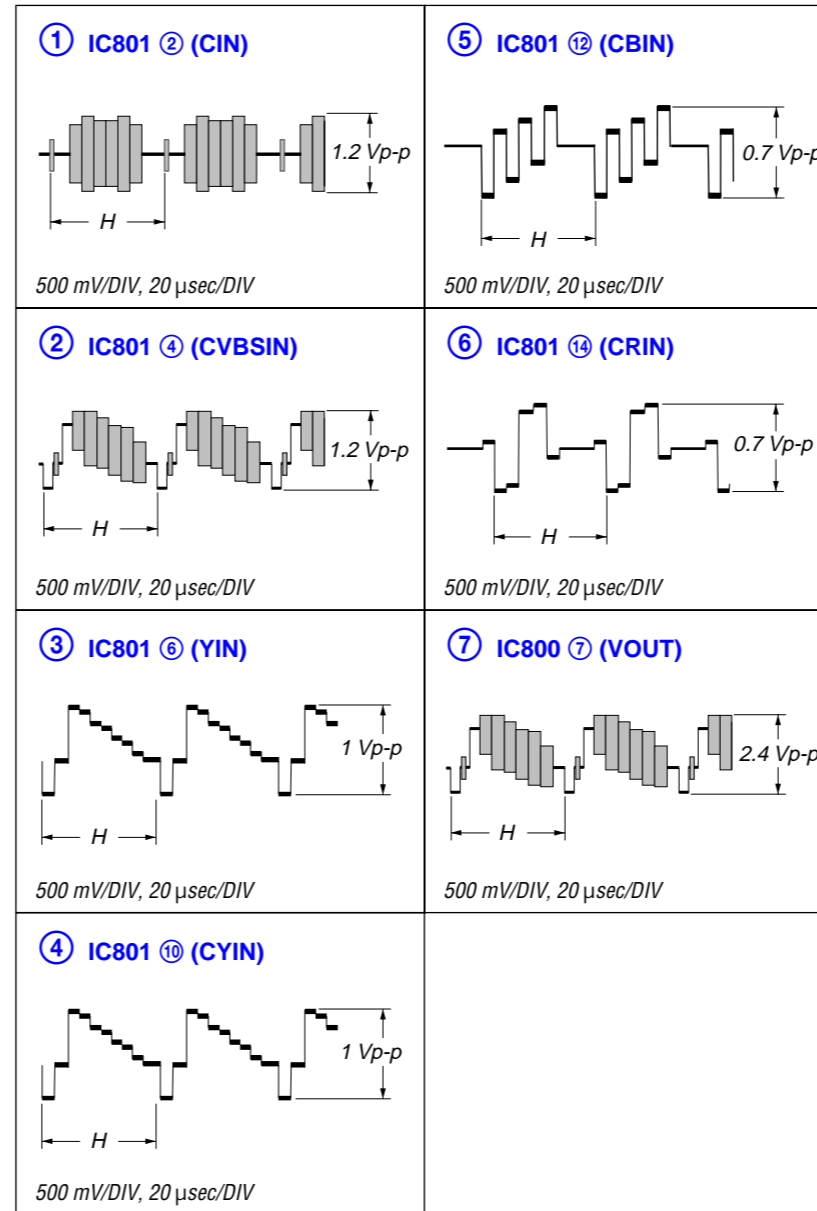 ① IC801 ② (CIN)
1.2 Vp-p
H
500 mV/DIV, 20 µsec/DIV
② IC801 ④ (CVBSIN)
1.2 Vp-p
H
500 mV/DIV, 20 µsec/DIV
③ IC801 ⑥ (YIN)
1 Vp-p
H
500 mV/DIV, 20 µsec/DIV
④ IC801 ⑩ (CYIN)
1 Vp-p
H
500 mV/DIV, 20 µsec/DIV
⑤ IC801 ⑫ (CBIN)
0.7 Vp-p
H
500 mV/DIV, 20 µsec/DIV
⑥ IC801 ⑭ (CRIN)
0.7 Vp-p
H
500 mV/DIV, 20 µsec/DIV
⑦ IC800 ⑦ (VOUT)
2.4 Vp-p
H
500 mV/DIV, 20 µsec/DIV